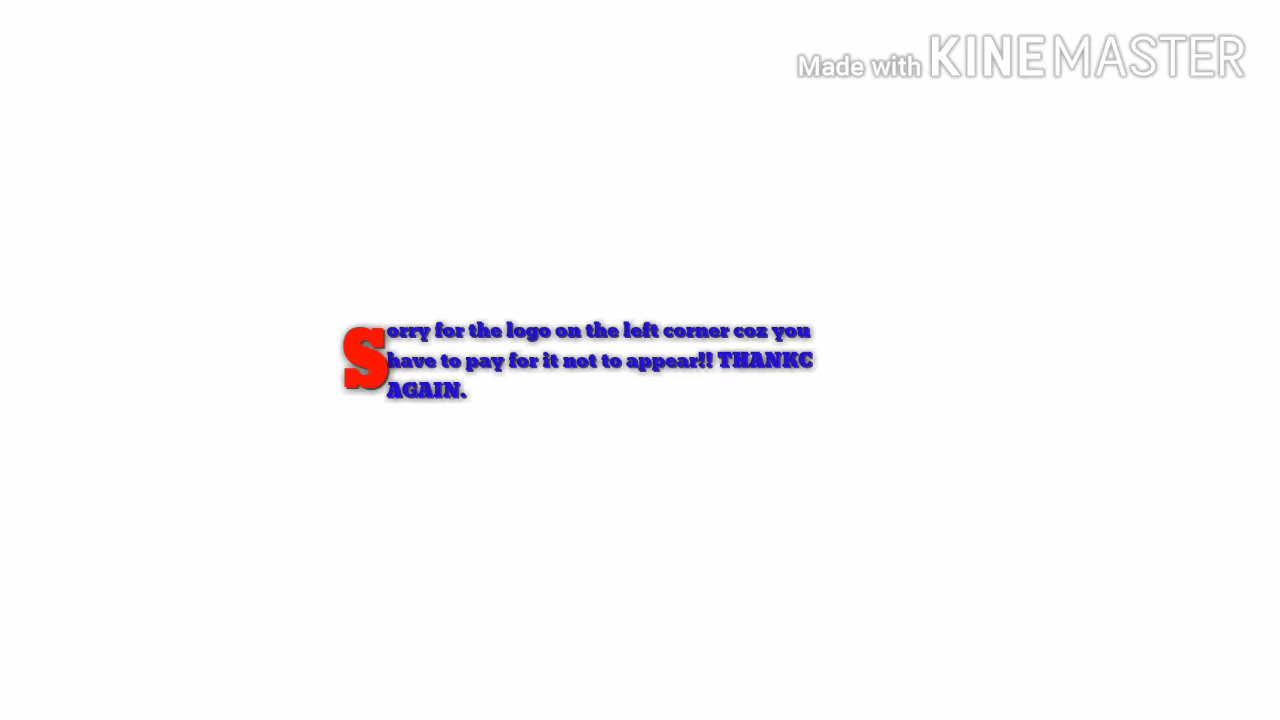 Made with KINEMASTER
Sorry for the logo on the left corner coz you
have to pay for it not to appear!! THANKC
AGAIN.